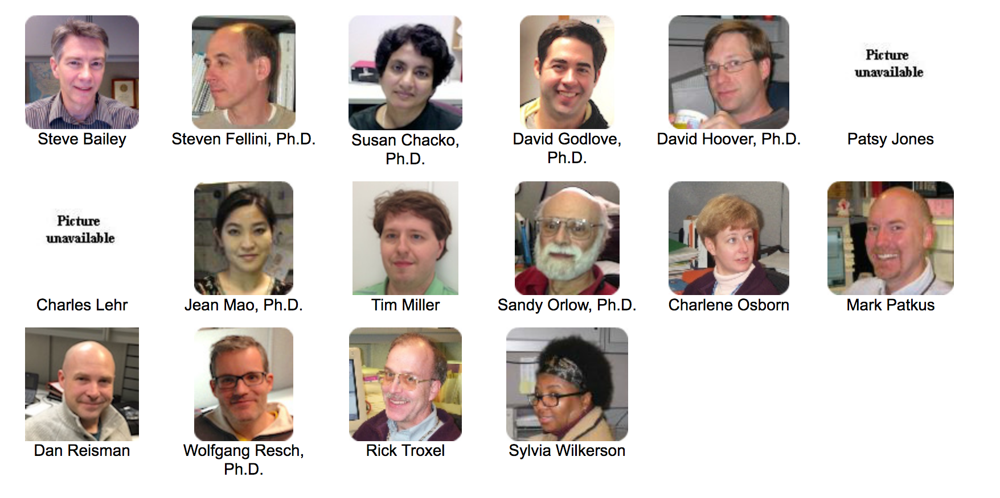 Picture
unavailable
Steve Bailey
Steven Fellini, Ph.D.
Susan Chacko,
Ph.D.
David Godlove,
Ph.D.
David Hoover, Ph.D.
Patsy Jones
Picture
unavailable
Charles Lehr
Jean Mao, Ph.D.
Tim Miller
Sandy Orlow, Ph.D.
Charlene Osborn
Mark Patkus
Dan Reisman
Wolfgang Resch,
Ph.D.
Rick Troxel
Sylvia Wilkerson